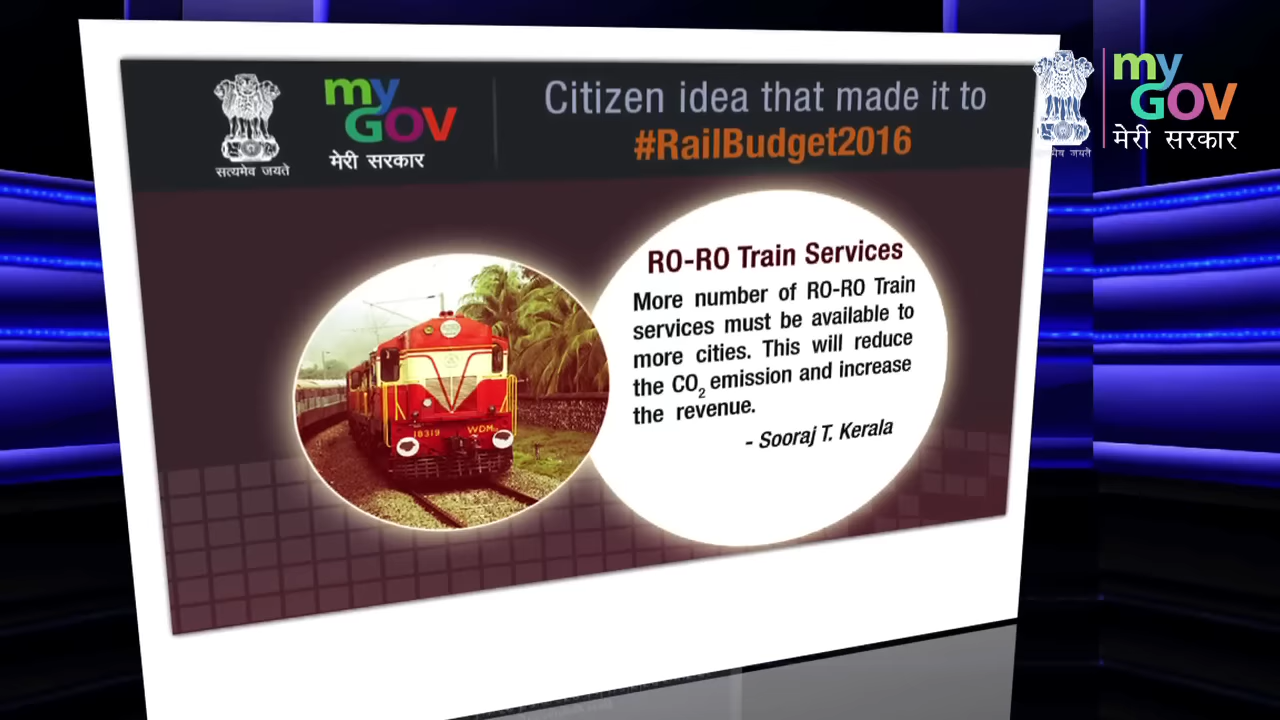 सत्यमेव जयते
my
GOV
मेरी सरकार
Citizen idea that made it to
#RailBudget2016
my
GOV
मेरी सरकार
RO-RO Train Services
More number of RO-RO Train
services must be available to
more cities. This will reduce
the CO₂ emission and increase
the revenue.
- Sooraj T. Kerala
18319 WDM